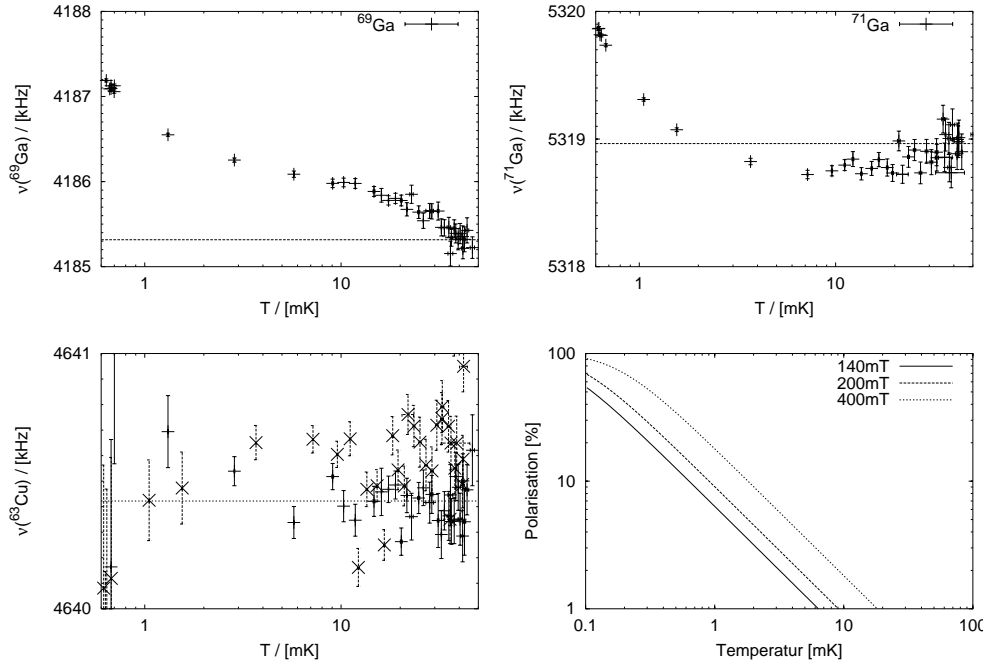 4188
4187
4186
4185
1
10
ν(⁶⁹Ga) / [kHz]
T / [mK]
⁶⁹Ga
5320
5319
5318
1
10
ν(⁷¹Ga) / [kHz]
T / [mK]
⁷¹Ga
4641
4640
1
10
ν(⁶³Cu) / [kHz]
T / [mK]
100
10
1
0.1
1
10
100
Polarisation [%]
Temperatur [mK]
140mT
200mT
400mT